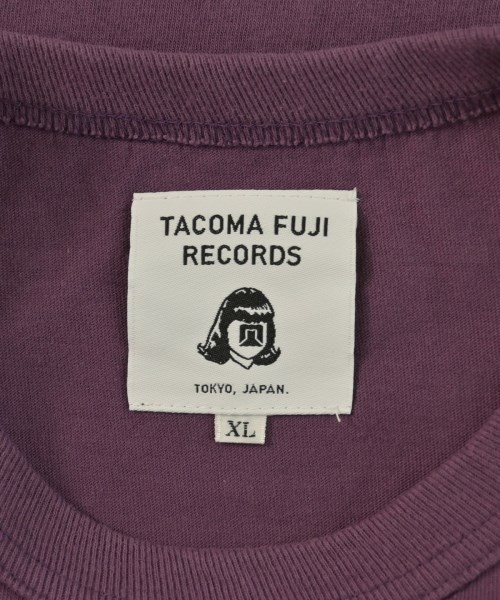 TACOMA FUJI
RECORDS
TOKYO, JAPAN.
XL